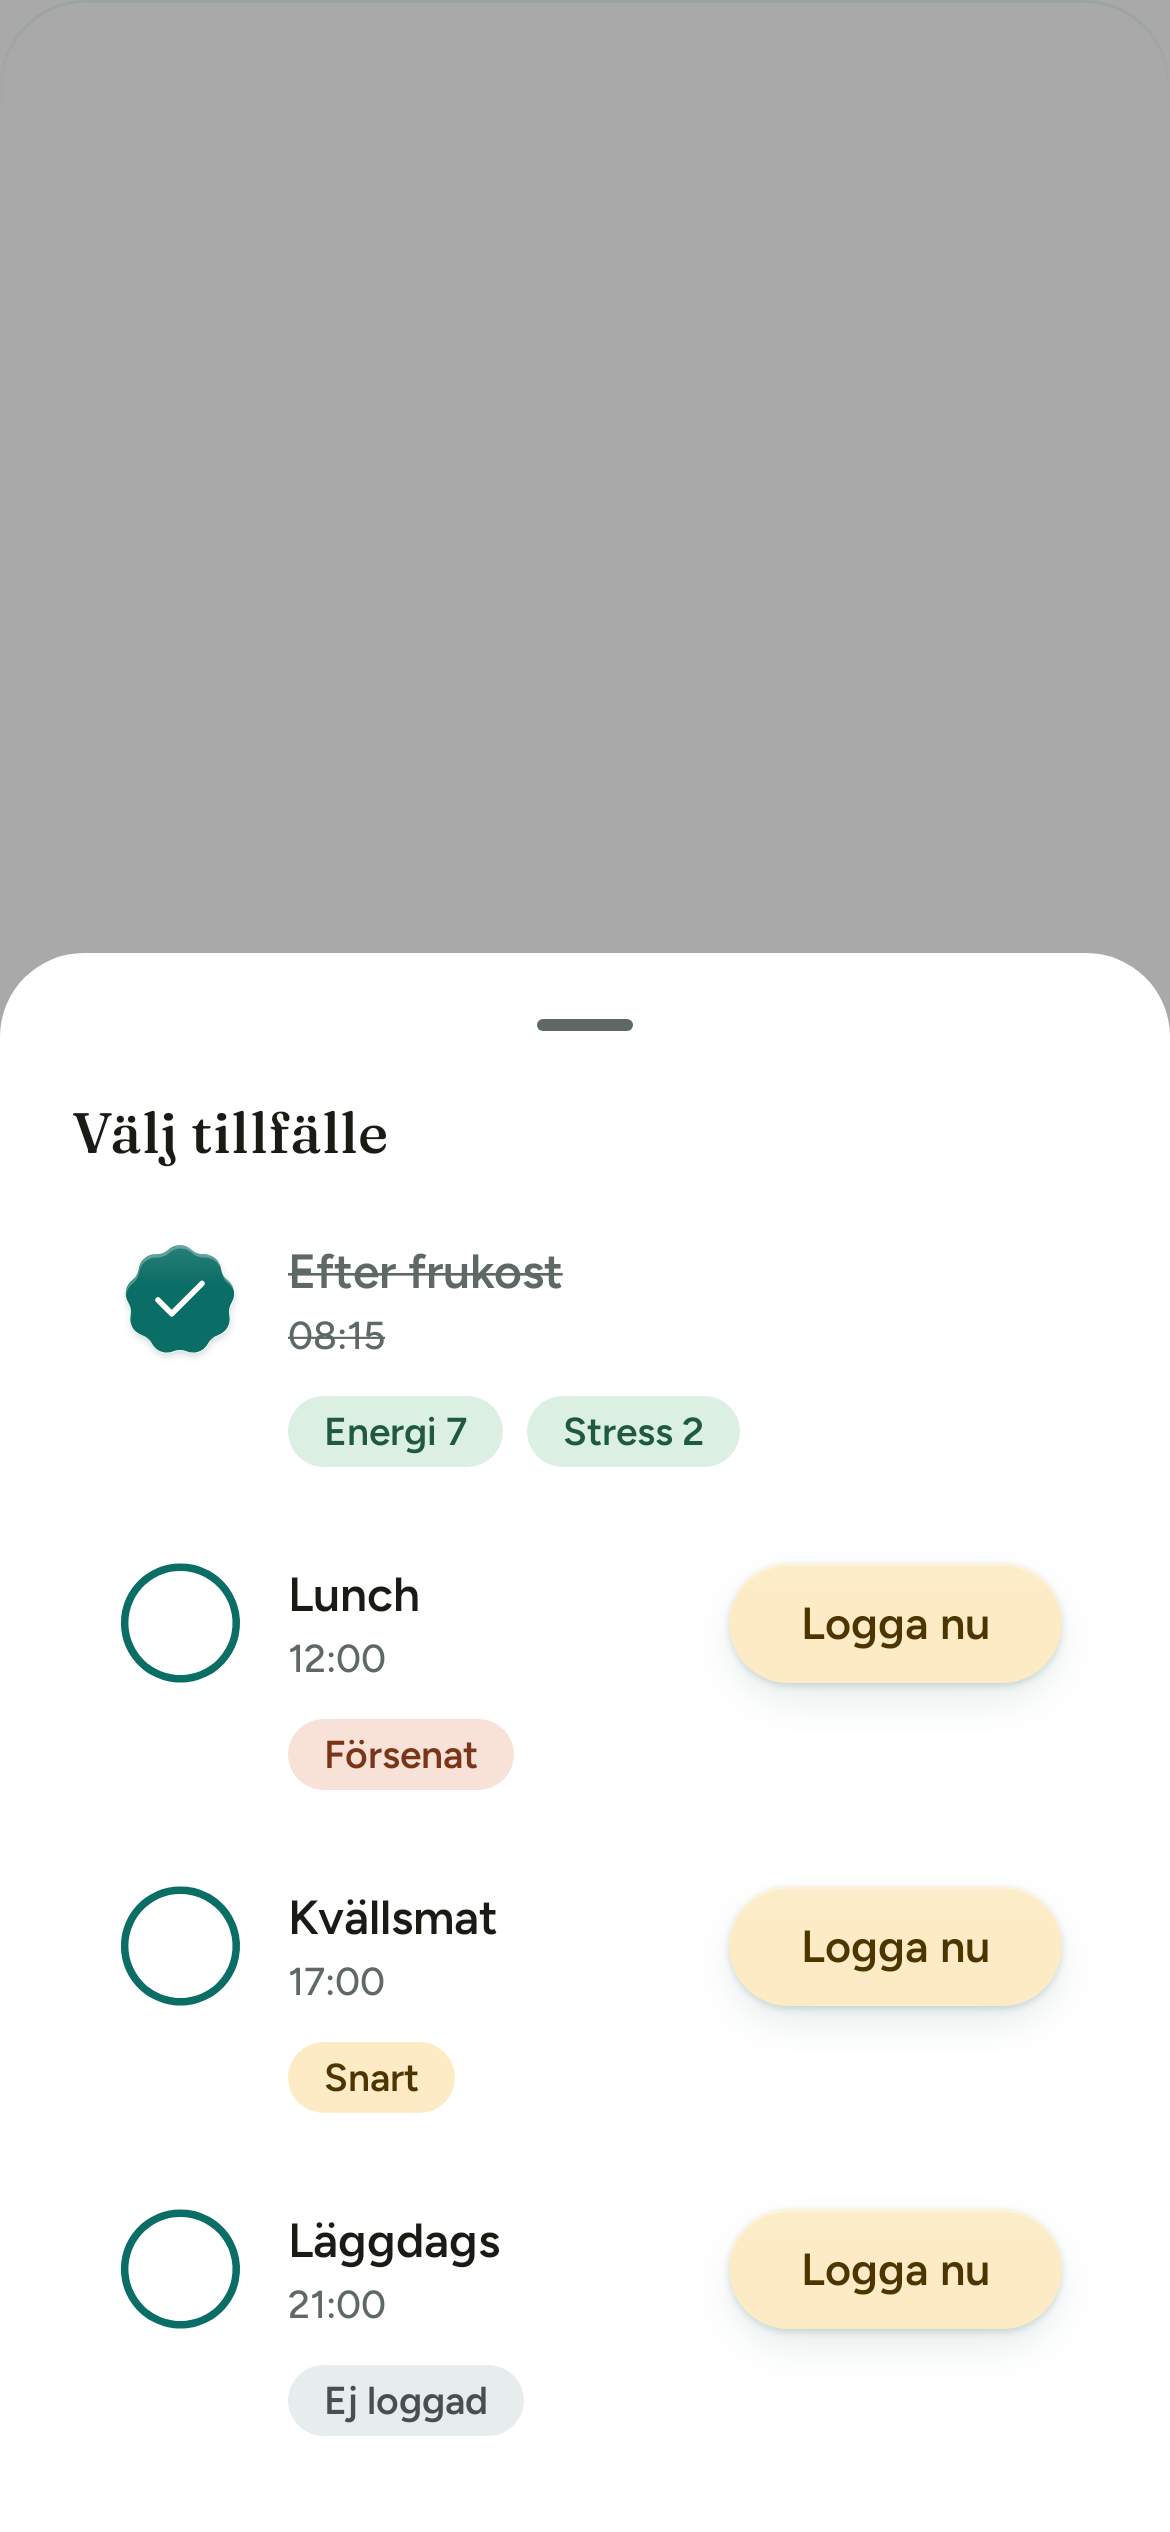 Välj tillfälle
Efter frukost
08:15
Energi 7
Stress 2
Lunch
12:00
Logga nu
Försenat
Kvällsmat
17:00
Logga nu
Snart
Läggdags
21:00
Logga nu
Ej loggad